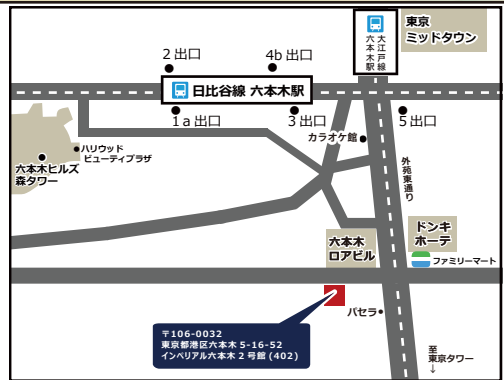 東京
ミッドタウン
大江戸線
六本木駅
2 出口
4b 出口
日比谷線 六本木駅
1a 出口
3 出口
5 出口
カラオケ館
外苑東通り
ハリウッド
ビューティプラザ
六本木ヒルズ
森タワー
六本木
ロアビル
ドンキ
ホーテ
ファミリーマート
パセラ
〒106-0032
東京都港区六本木 5-16-52
インペリアル六本木 2 号館 (402)
至
東京タワー
↓